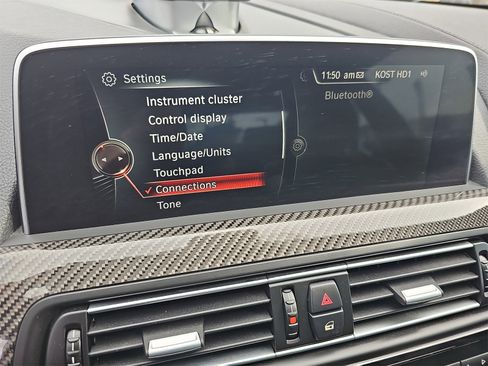 Settings
11:50 am KOST HD1
Instrument cluster
Control display
Time/Date
Language/Units
Touchpad
✓ Connections
Tone
Bluetooth®